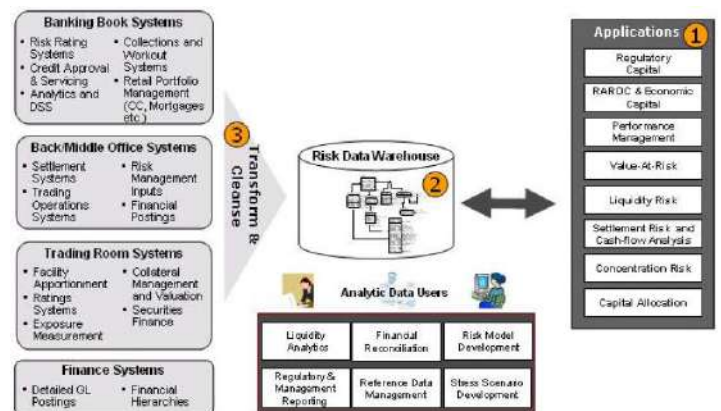 Banking Book Systems
• Risk Rating
Systems
• Credit Approval
& Servicing
• Analytics and
DSS
• Collections and
Workout
Systems
• Retail Portfolio
Management
(CC, Mortgages
etc.)
Back/Middle Office Systems
• Settlement
Systems
• Trading
Operations
Systems
• Risk
Management
Inputs
• Financial
Postings
Trading Room Systems
• Facility
Apportionment
• Ratings
Systems
• Exposure
Measurement
• Collateral
Management
and Valuation
• Securities
Finance
Finance Systems
• Detailed GL
Postings
• Financial
Hierarchies
3
Transform &
Cleanse
Risk Data Warehouse
2
Analytic Data Users
Liquidity
Analytics
Financial
Reconciliation
Risk Model
Development
Regulatory &
Management
Reporting
Reference Data
Management
Stress Scenario
Development
Applications
1
Regulatory
Capital
RAROC & Economic
Capital
Performance
Management
Value-At-Risk
Liquidity Risk
Settlement Risk and
Cash-flow Analysis
Concentration Risk
Capital Allocation